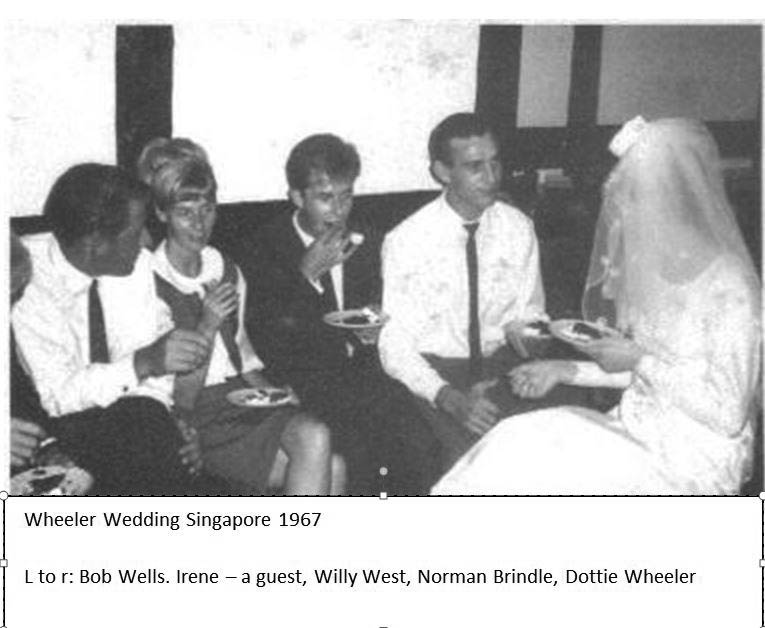 Wheeler Wedding Singapore 1967
L to r: Bob Wells. Irene – a guest, Willy West, Norman Brindle, Dottie Wheeler